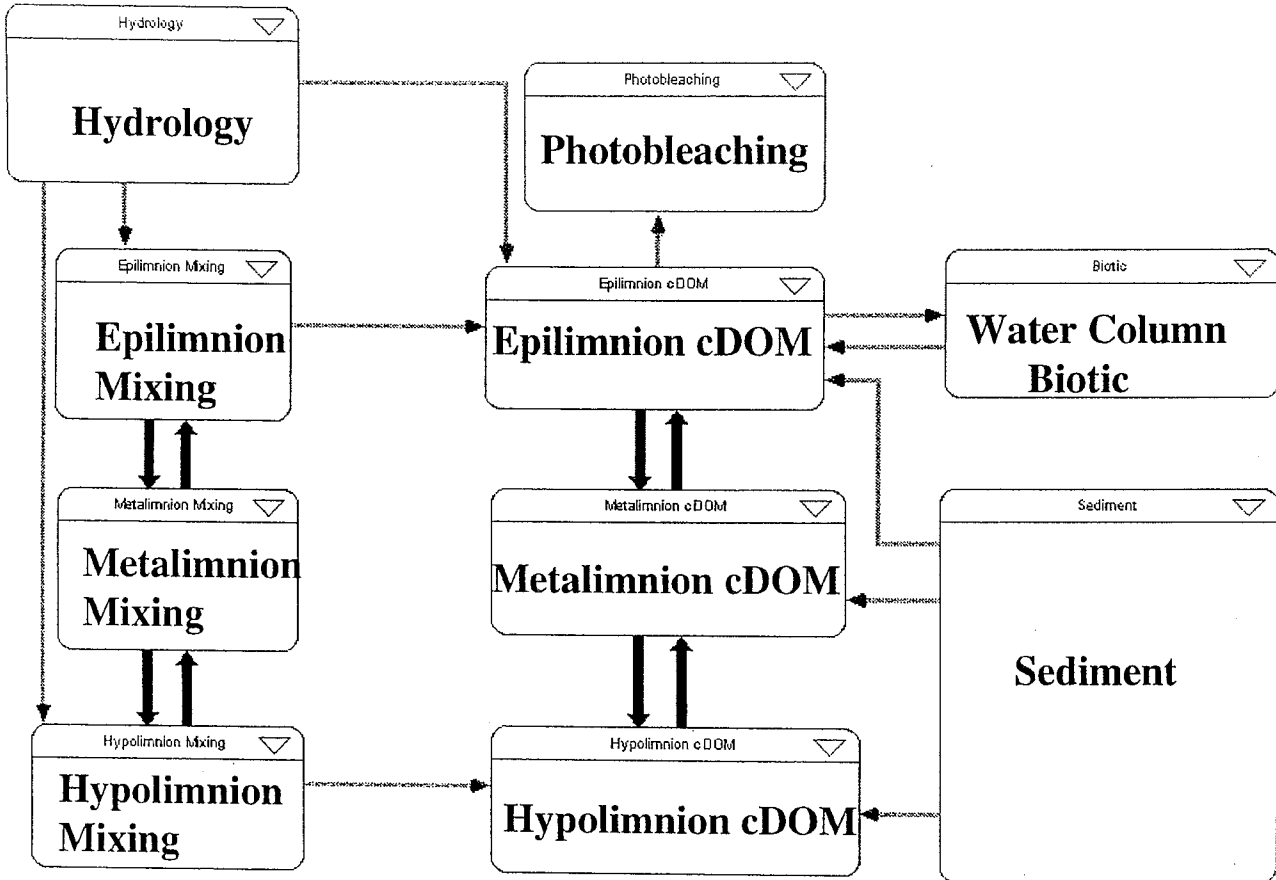 Hydrology
Hydrology
Photobleaching
Photobleaching
Epilimnion Mixing
Epilimnion
Mixing
Epilimnion cDOM
Epilimnion cDOM
Biotic
Water Column
Biotic
Metalimnion Mixing
Metalimnion
Mixing
Metalimnion cDOM
Metalimnion cDOM
Sediment
Sediment
Hypolimnion Mixing
Hypolimnion
Mixing
Hypolimnion cDOM
Hypolimnion cDOM